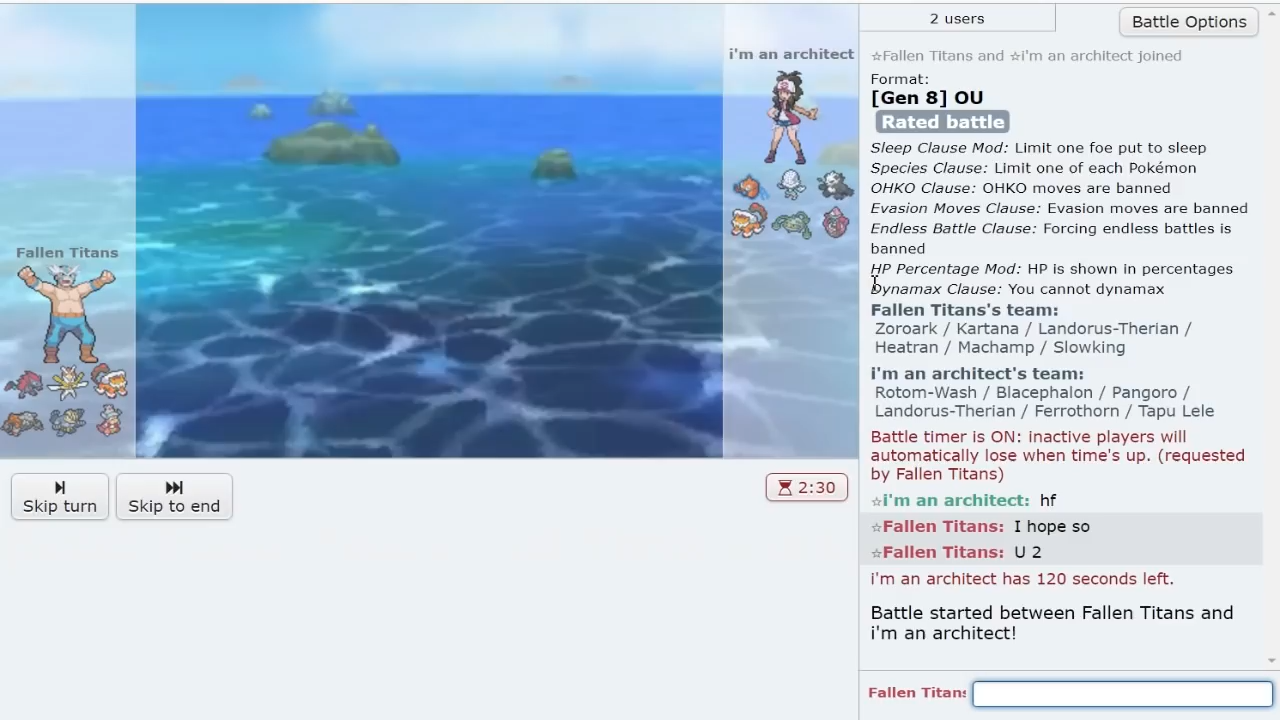 i'm an architect
Fallen Titans
Skip turn
Skip to end
2:30
2 users
Battle Options
☆Fallen Titans and ☆i'm an architect joined
Format:
[Gen 8] OU
Rated battle
Sleep Clause Mod: Limit one foe put to sleep
Species Clause: Limit one of each Pokémon
OHKO Clause: OHKO moves are banned
Evasion Moves Clause: Evasion moves are banned
Endless Battle Clause: Forcing endless battles is
banned
HP Percentage Mod: HP is shown in percentages
Dynamax Clause: You cannot dynamax
Fallen Titans's team:
Zoroark / Kartana / Landorus-Therian /
Heatran / Machamp / Slowking
i'm an architect's team:
Rotom-Wash / Blacephalon / Pangoro /
Landorus-Therian / Ferrothorn / Tapu Lele
Battle timer is ON: inactive players will
automatically lose when time's up. (requested
by Fallen Titans)
☆i'm an architect: hf
☆Fallen Titans: I hope so
☆Fallen Titans: U 2
i'm an architect has 120 seconds left.
Battle started between Fallen Titans and
i'm an architect!
Fallen Titans